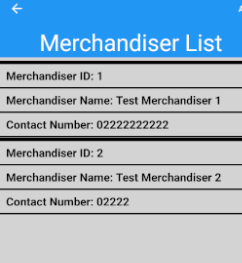 Merchandiser List
Merchandiser ID: 1
Merchandiser Name: Test Merchandiser 1
Contact Number: 02222222222
Merchandiser ID: 2
Merchandiser Name: Test Merchandiser 2
Contact Number: 02222